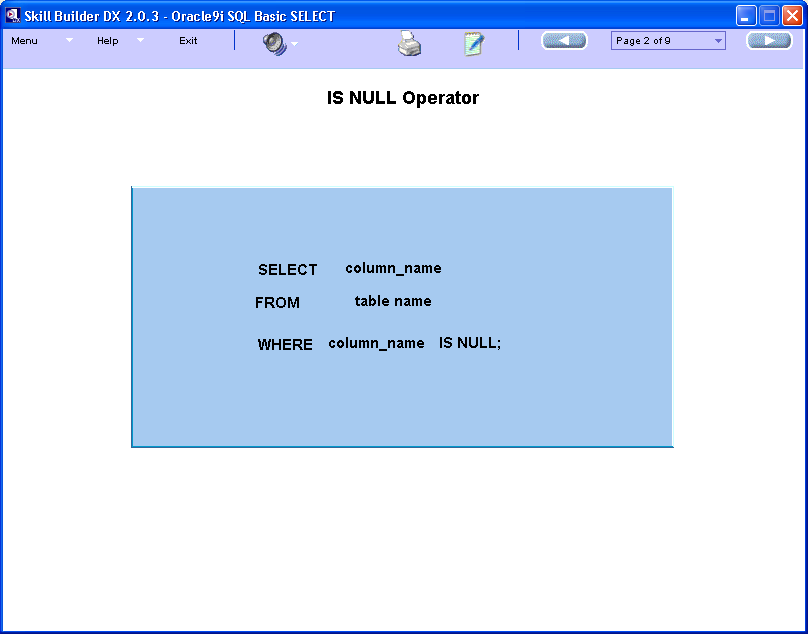 Skill Builder DX 2.0.3 - Oracle9i SQL Basic SELECT
Menu Help Exit Page 2 of 9
IS NULL Operator
SELECT column_name
FROM table name
WHERE column_name IS NULL;